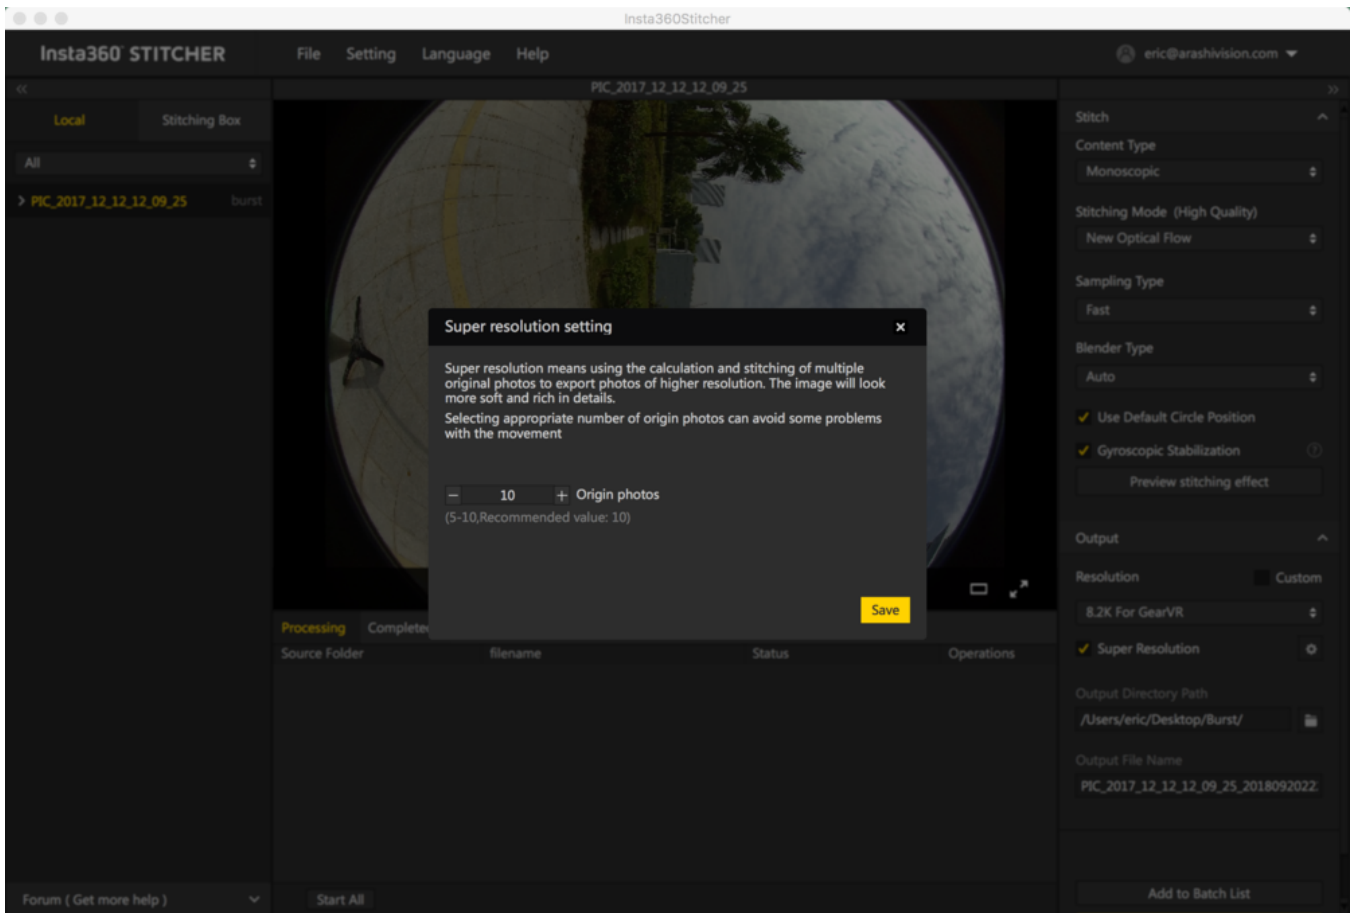 Insta360Stitcher
Insta360° STITCHER
File Setting Language Help
eric@arashivision.com
PIC_2017_12_12_12_09_25
Local Stitching Box
All
PIC_2017_12_12_12_09_25 burst
Super resolution setting
Super resolution means using the calculation and stitching of multiple
original photos to export photos of higher resolution. The image will look
more soft and rich in details.
Selecting appropriate number of origin photos can avoid some problems
with the movement
− 10 + Origin photos
(5-10,Recommended value: 10)
Save
Processing Complete
Source Folder filename Status Operations
Start All
Forum ( Get more help )
Stitch
Content Type
Monoscopic
Stitching Mode (High Quality)
New Optical Flow
Sampling Type
Fast
Blender Type
Auto
Use Default Circle Position
Gyroscopic Stabilization ?
Preview stitching effect
Output
Resolution Custom
8.2K For GearVR
Super Resolution
Output Directory Path
/Users/eric/Desktop/Burst/
Output File Name
PIC_2017_12_12_12_09_25_2018092022
Add to Batch List